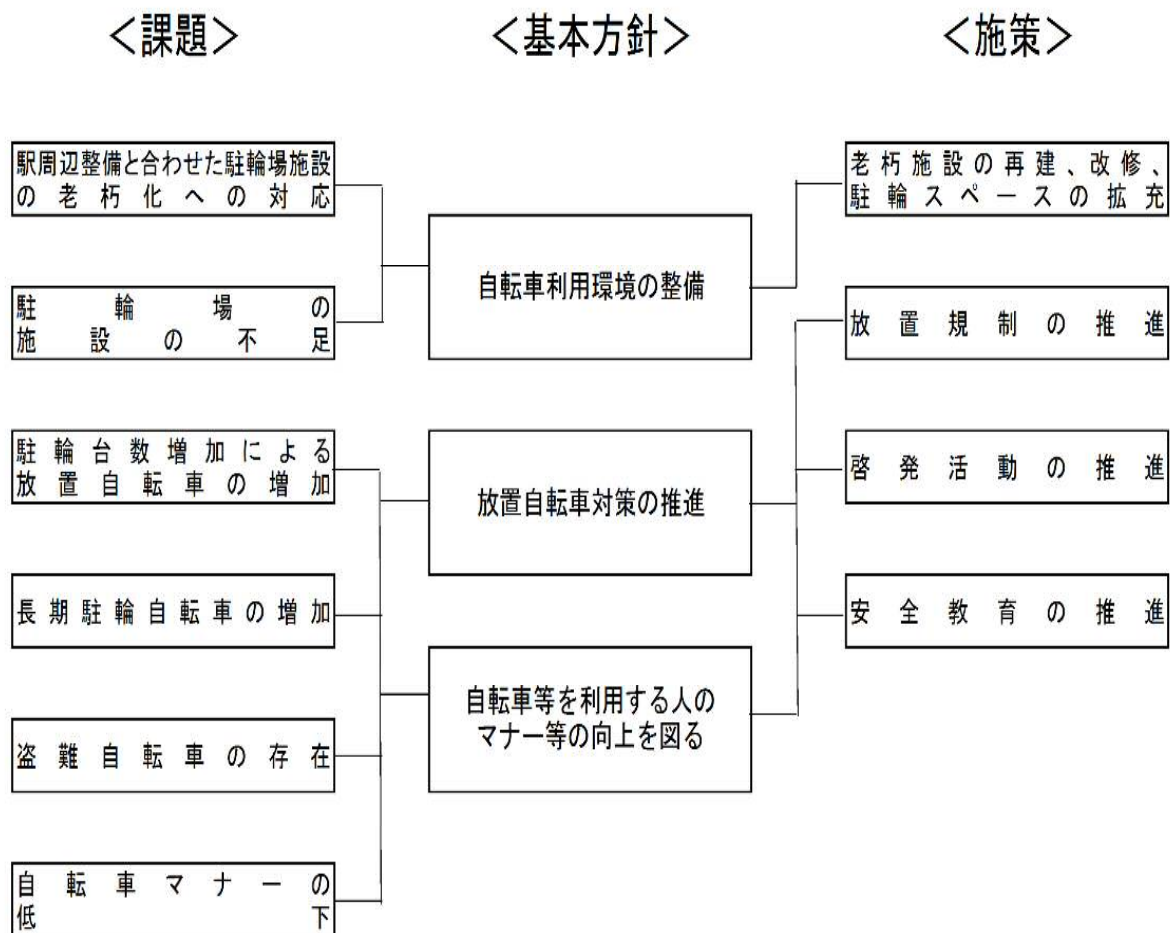 ＜課題＞
＜基本方針＞
＜施策＞
駅周辺整備と合わせた駐輪場施設
の老朽化への対応
駐輪場の
施設の不足
駐輪台数増加による
放置自転車の増加
長期駐輪自転車の増加
盗難自転車の存在
自転車マナーの
低下
自転車利用環境の整備
放置自転車対策の推進
自転車等を利用する人の
マナー等の向上を図る
老朽施設の再建、改修、
駐輪スペースの拡充
放置規制の推進
啓発活動の推進
安全教育の推進